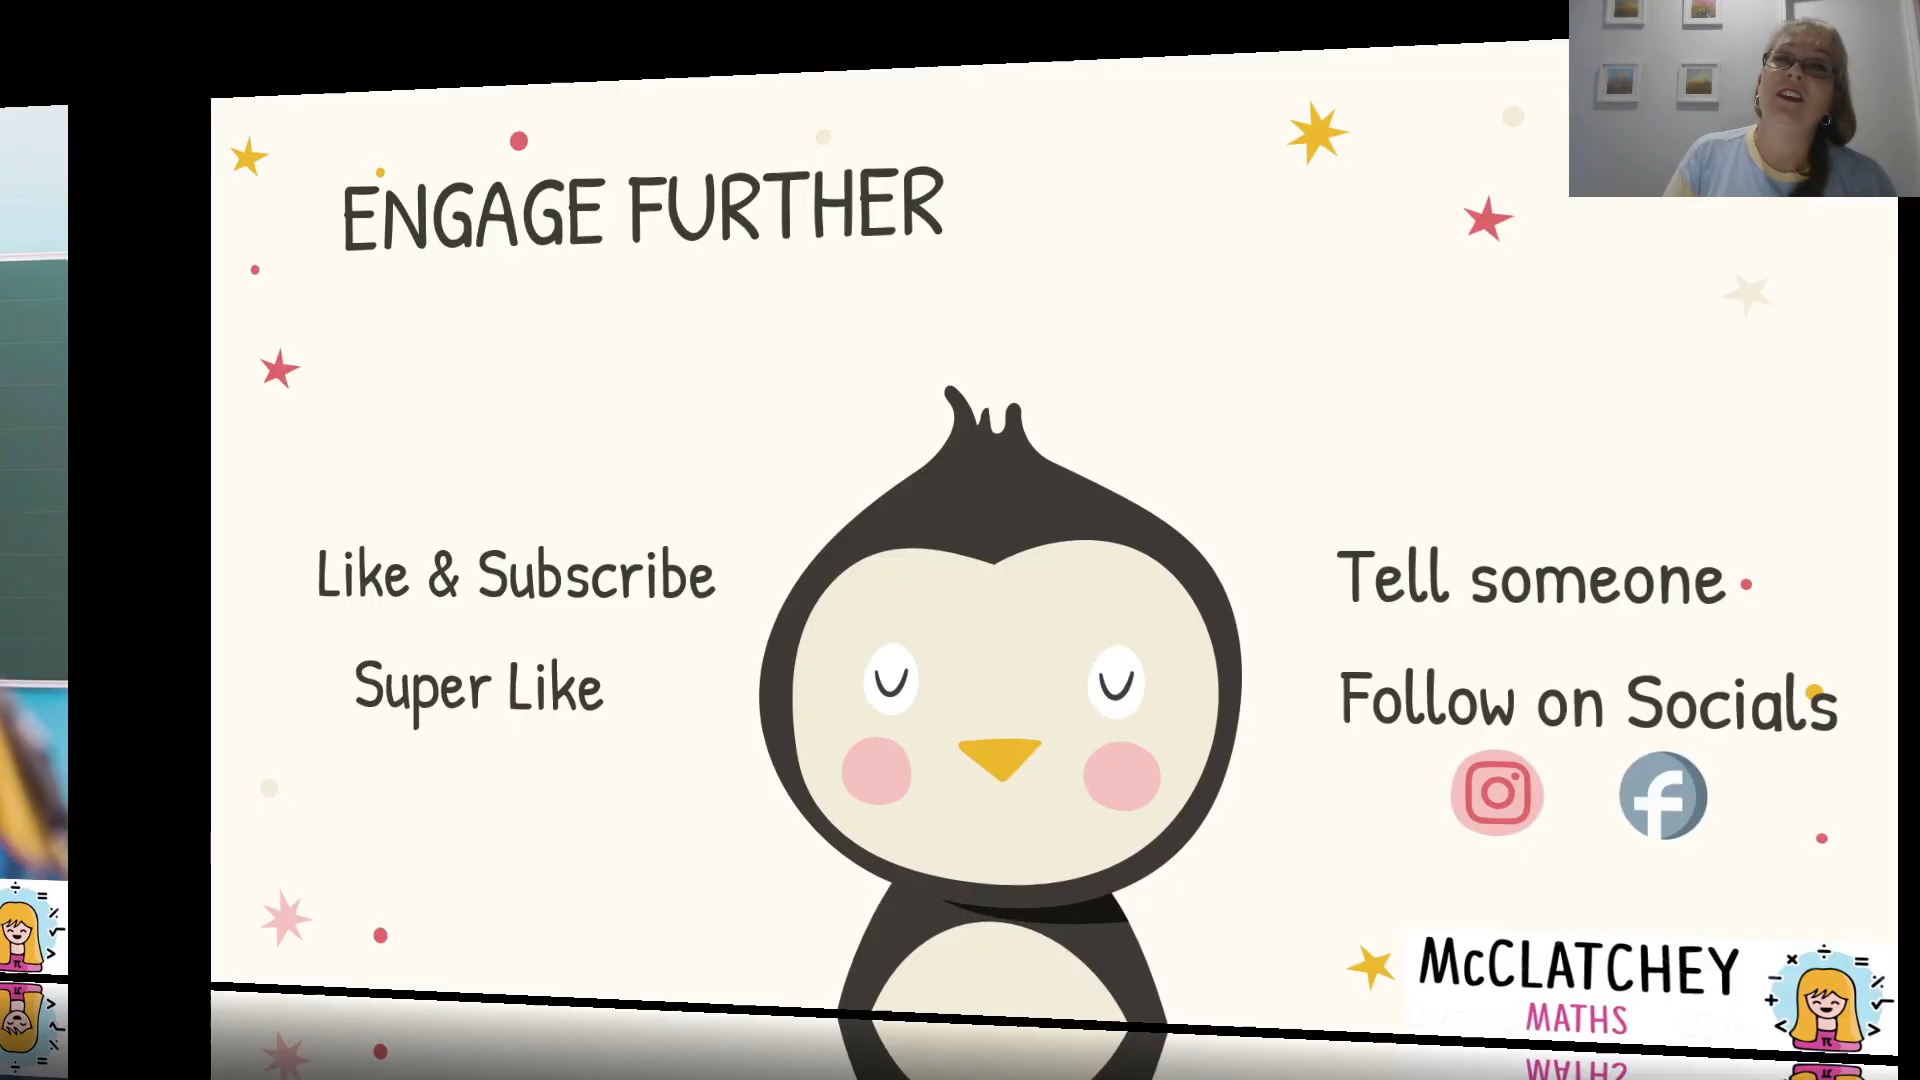 ENGAGE FURTHER
Like & Subscribe
Super Like
Tell someone
Follow on Socials
McCLATCHEY
MATHS